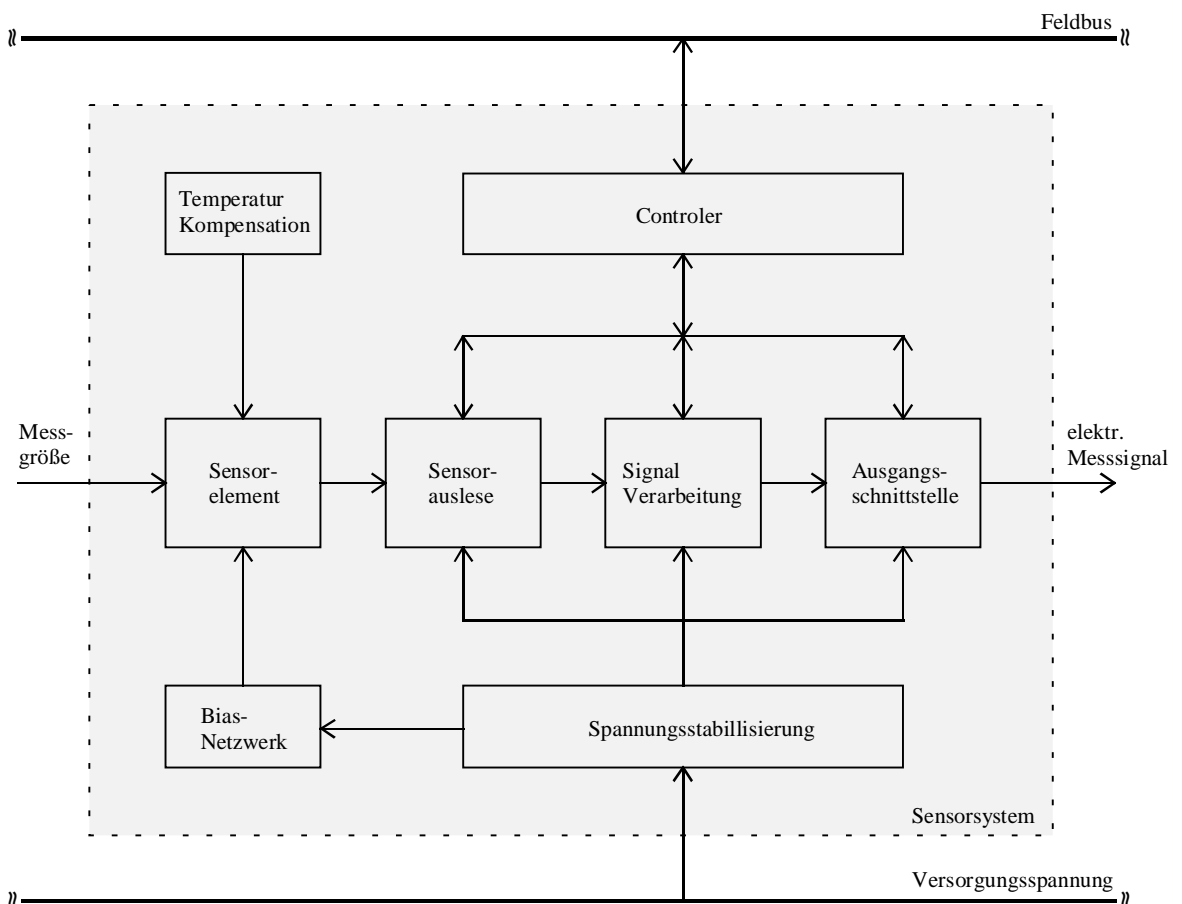 Feldbus
Temperatur
Kompensation
Controler
Mess-
größe
Sensor-
element
Sensor-
auslese
Signal
Verarbeitung
Ausgangs-
schnittstelle
elektr.
Messsignal
Bias-
Netzwerk
Spannungsstabillisierung
Sensorsystem
Versorgungsspannung